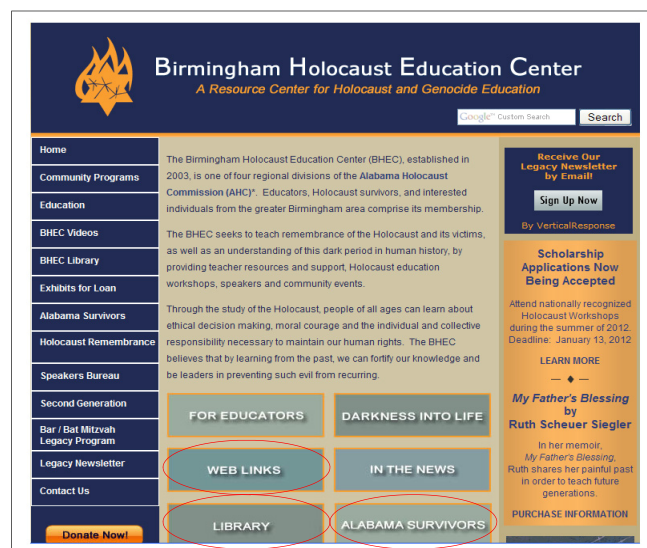 Birmingham Holocaust Education Center
A Resource Center for Holocaust and Genocide Education
Google™ Custom Search
Search
Home
Community Programs
Education
BHEC Videos
BHEC Library
Exhibits for Loan
Alabama Survivors
Holocaust Remembrance
Speakers Bureau
Second Generation
Bar / Bat Mitzvah
Legacy Program
Legacy Newsletter
Contact Us
Donate Now!
The Birmingham Holocaust Education Center (BHEC), established in
2003, is one of four regional divisions of the Alabama Holocaust
Commission (AHC)*. Educators, Holocaust survivors, and interested
individuals from the greater Birmingham area comprise its membership.
The BHEC seeks to teach remembrance of the Holocaust and its victims,
as well as an understanding of this dark period in human history, by
providing teacher resources and support, Holocaust education
workshops, speakers and community events.
Through the study of the Holocaust, people of all ages can learn about
ethical decision making, moral courage and the individual and collective
responsibility necessary to maintain our human rights. The BHEC
believes that by learning from the past, we can fortify our knowledge and
be leaders in preventing such evil from recurring.
FOR EDUCATORS
DARKNESS INTO LIFE
WEB LINKS
IN THE NEWS
LIBRARY
ALABAMA SURVIVORS
Receive Our
Legacy Newsletter
by Email!
Sign Up Now
By VerticalResponse
Scholarship
Applications Now
Being Accepted
Attend nationally recognized
Holocaust Workshops
during the summer of 2012.
Deadline: January 13, 2012
LEARN MORE
My Father's Blessing
by
Ruth Scheuer Siegler
In her memoir,
My Father's Blessing,
Ruth shares her painful past
in order to teach future
generations.
PURCHASE INFORMATION